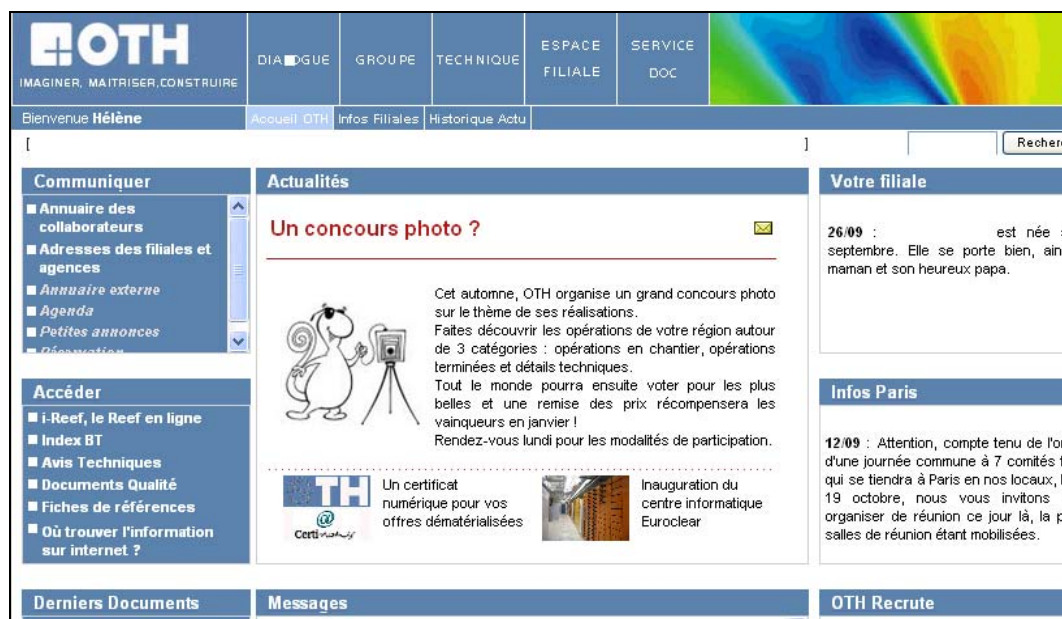 OTH
IMAGINER, MAITRISER,CONSTRUIRE
DIALOGUE
GROUPE
TECHNIQUE
ESPACE
FILIALE
SERVICE
DOC
Bienvenue Hélène
Accueil OTH
Infos Filiales
Historique Actu
[ ]
Recher
Communiquer
Annuaire des
collaborateurs
Adresses des filiales et
agences
Annuaire externe
Agenda
Petites annonces
Réservation
Accéder
i-Reef, le Reef en ligne
Index BT
Avis Techniques
Documents Qualité
Fiches de références
Où trouver l'information
sur internet ?
Derniers Documents
Actualités
Un concours photo ?
Cet automne, OTH organise un grand concours photo
sur le thème de ses réalisations.
Faites découvrir les opérations de votre région autour
de 3 catégories : opérations en chantier, opérations
terminées et détails techniques.
Tout le monde pourra ensuite voter pour les plus
belles et une remise des prix récompensera les
vainqueurs en janvier !
Rendez-vous lundi pour les modalités de participation.
TH
@
Un certificat
numérique pour vos
offres dématérialisées
Inauguration du
centre informatique
Euroclear
Messages
Votre filiale
26/09 : est née
septembre. Elle se porte bien, ain
maman et son heureux papa.
Infos Paris
12/09 : Attention, compte tenu de l'o
d'une journée commune à 7 comités
qui se tiendra à Paris en nos locaux,
19 octobre, nous vous invitons
organiser de réunion ce jour là, la p
salles de réunion étant mobilisées.
OTH Recrute